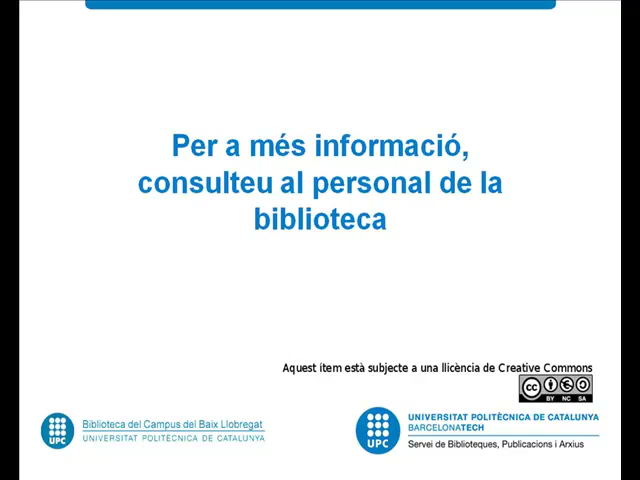 Per a més informació,
consulteu al personal de la
biblioteca
Aquest ítem està subjecte a una llicència de Creative Commons
cc
BY NC SA
UPC
Biblioteca del Campus del Baix Llobregat
UNIVERSITAT POLITÈCNICA DE CATALUNYA
UPC
UNIVERSITAT POLITÈCNICA DE CATALUNYA
BARCELONATECH
Servei de Biblioteques, Publicacions i Arxius